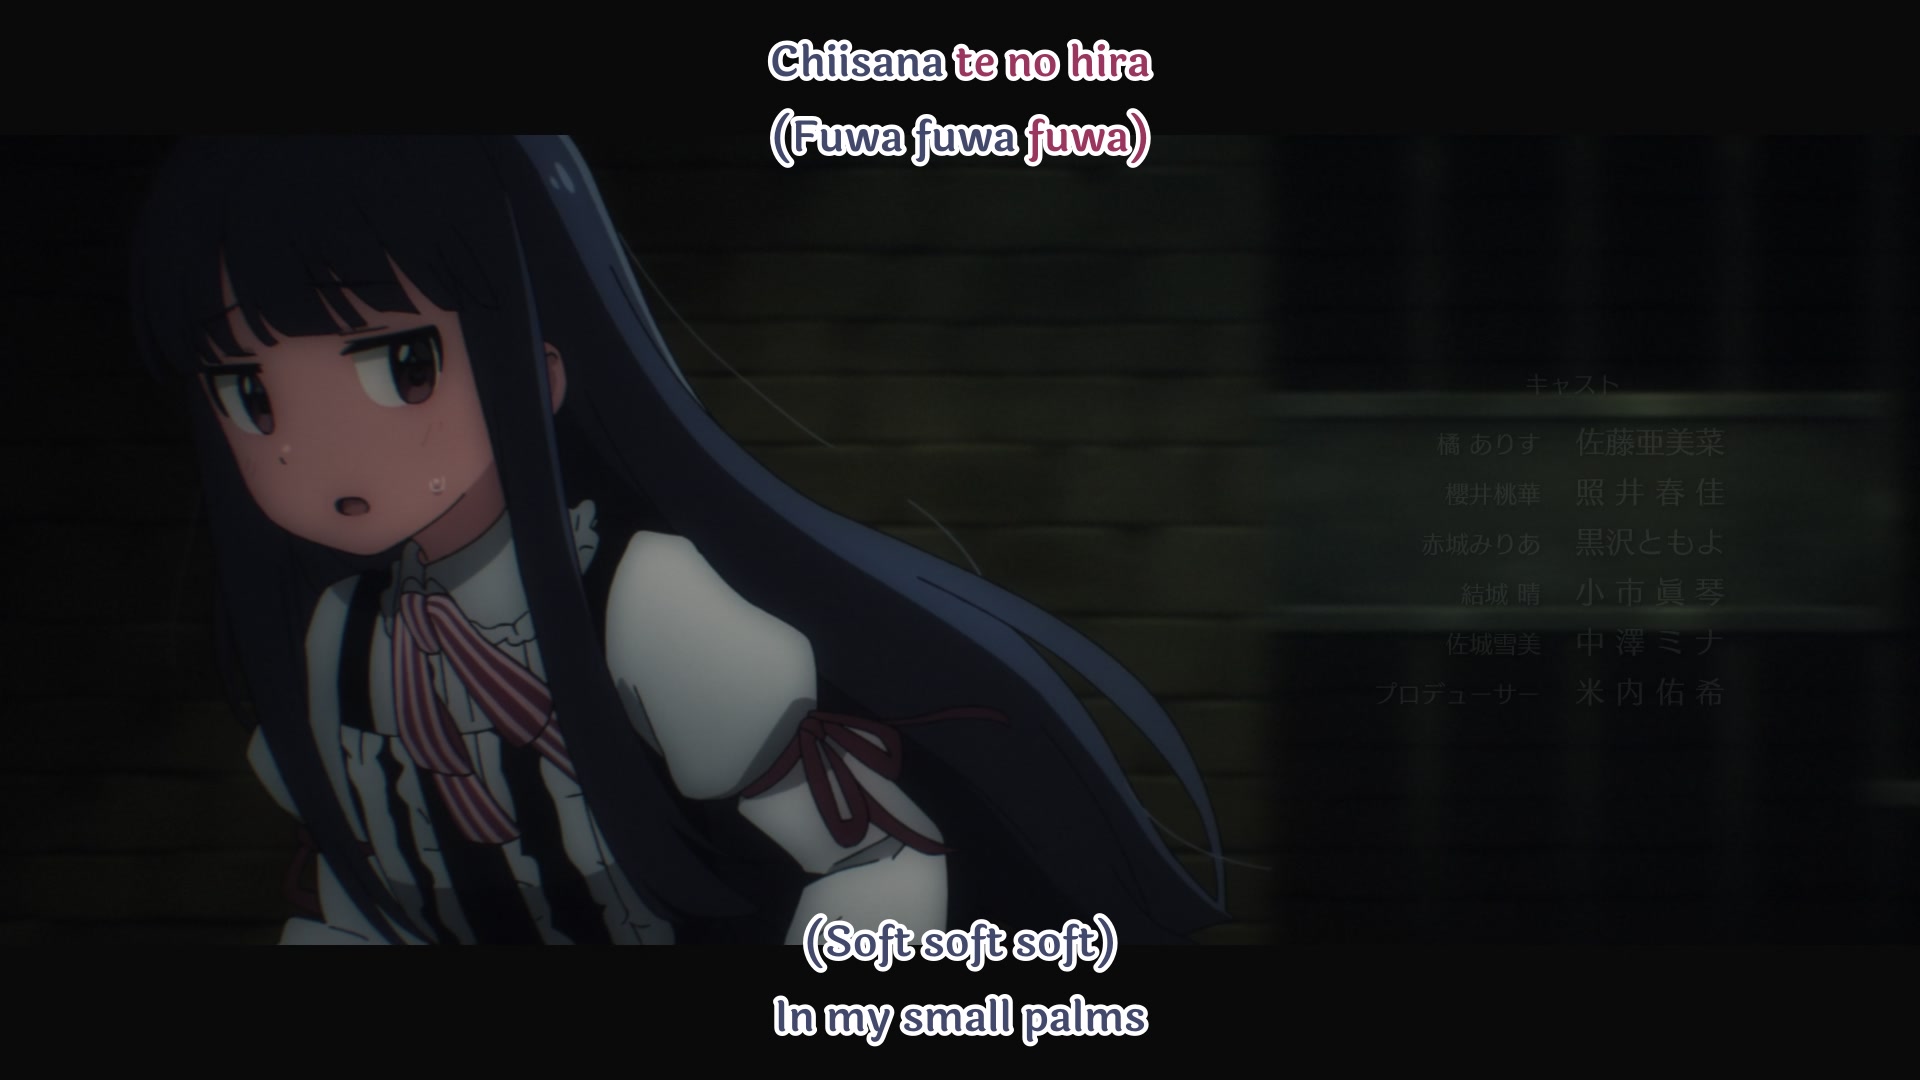 Chiisana te no hira
(Fuwa fuwa fuwa)
キャスト
橘 ありす 佐藤亜美菜
櫻井桃華 照井春佳
赤城みりあ 黒沢ともよ
結城 晴 小市眞琴
佐城雪美 中澤ミナ
プロデューサー 米内佑希
(Soft soft soft)
In my small palms